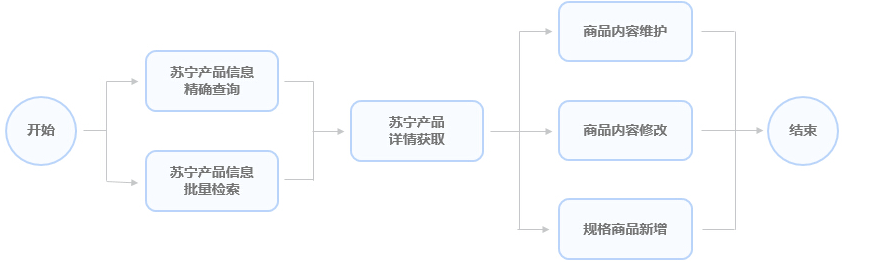 开始
苏宁产品信息
精确查询
苏宁产品信息
批量检索
苏宁产品
详情获取
商品内容维护
商品内容修改
规格商品新增
结束